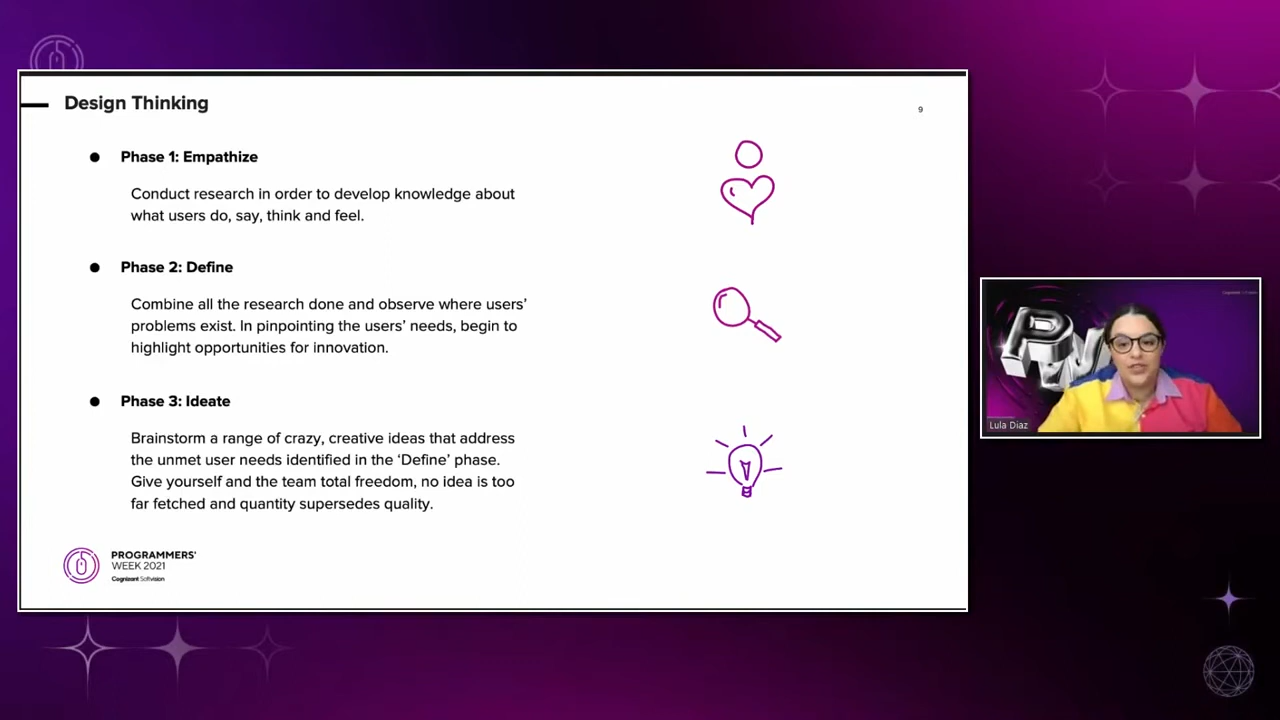 Design Thinking
9
Phase 1: Empathize
Conduct research in order to develop knowledge about
what users do, say, think and feel.
Phase 2: Define
Combine all the research done and observe where users’
problems exist. In pinpointing the users’ needs, begin to
highlight opportunities for innovation.
Phase 3: Ideate
Brainstorm a range of crazy, creative ideas that address
the unmet user needs identified in the ‘Define’ phase.
Give yourself and the team total freedom, no idea is too
far fetched and quantity supersedes quality.
PROGRAMMERS’
WEEK 2021
Cognizant Softvision
PW
Lula Diaz